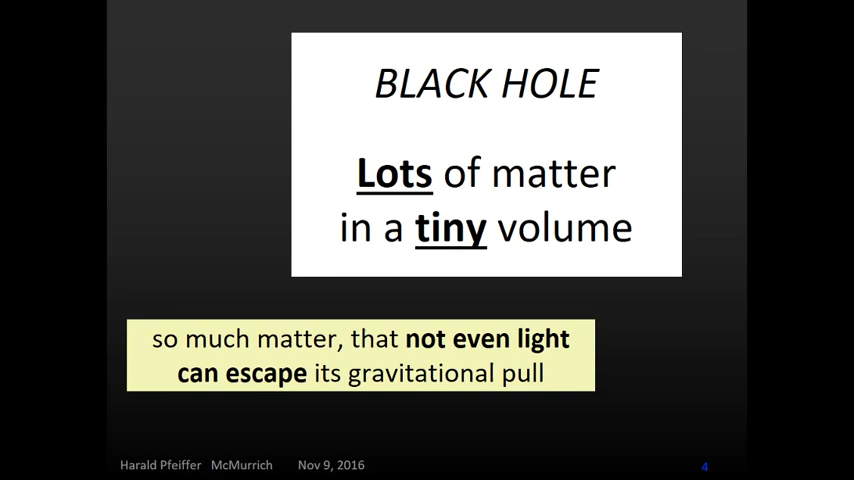 BLACK HOLE
Lots of matter
in a tiny volume
so much matter, that not even light
can escape its gravitational pull
Harald Pfeiffer McMurrich Nov 9, 2016 4